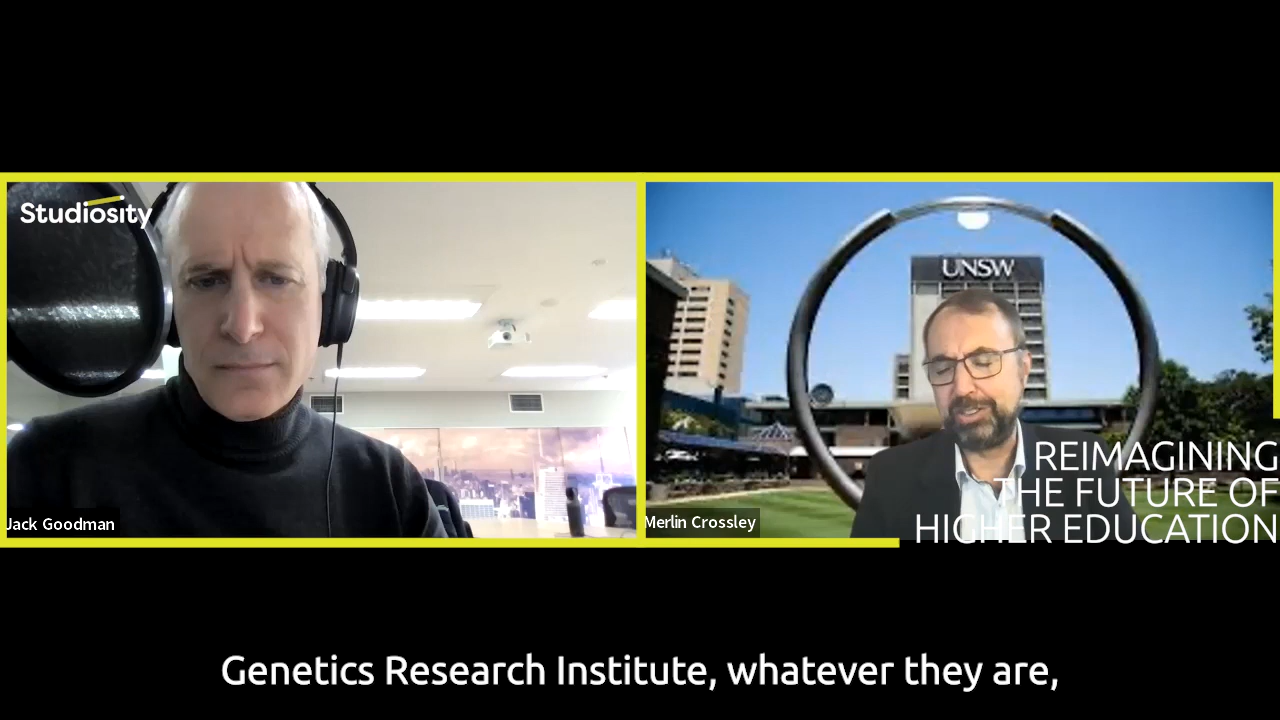 Studiosity
UNSW
REIMAGINING
THE FUTURE OF
HIGHER EDUCATION
Jack Goodman
Merlin Crossley
Genetics Research Institute, whatever they are,